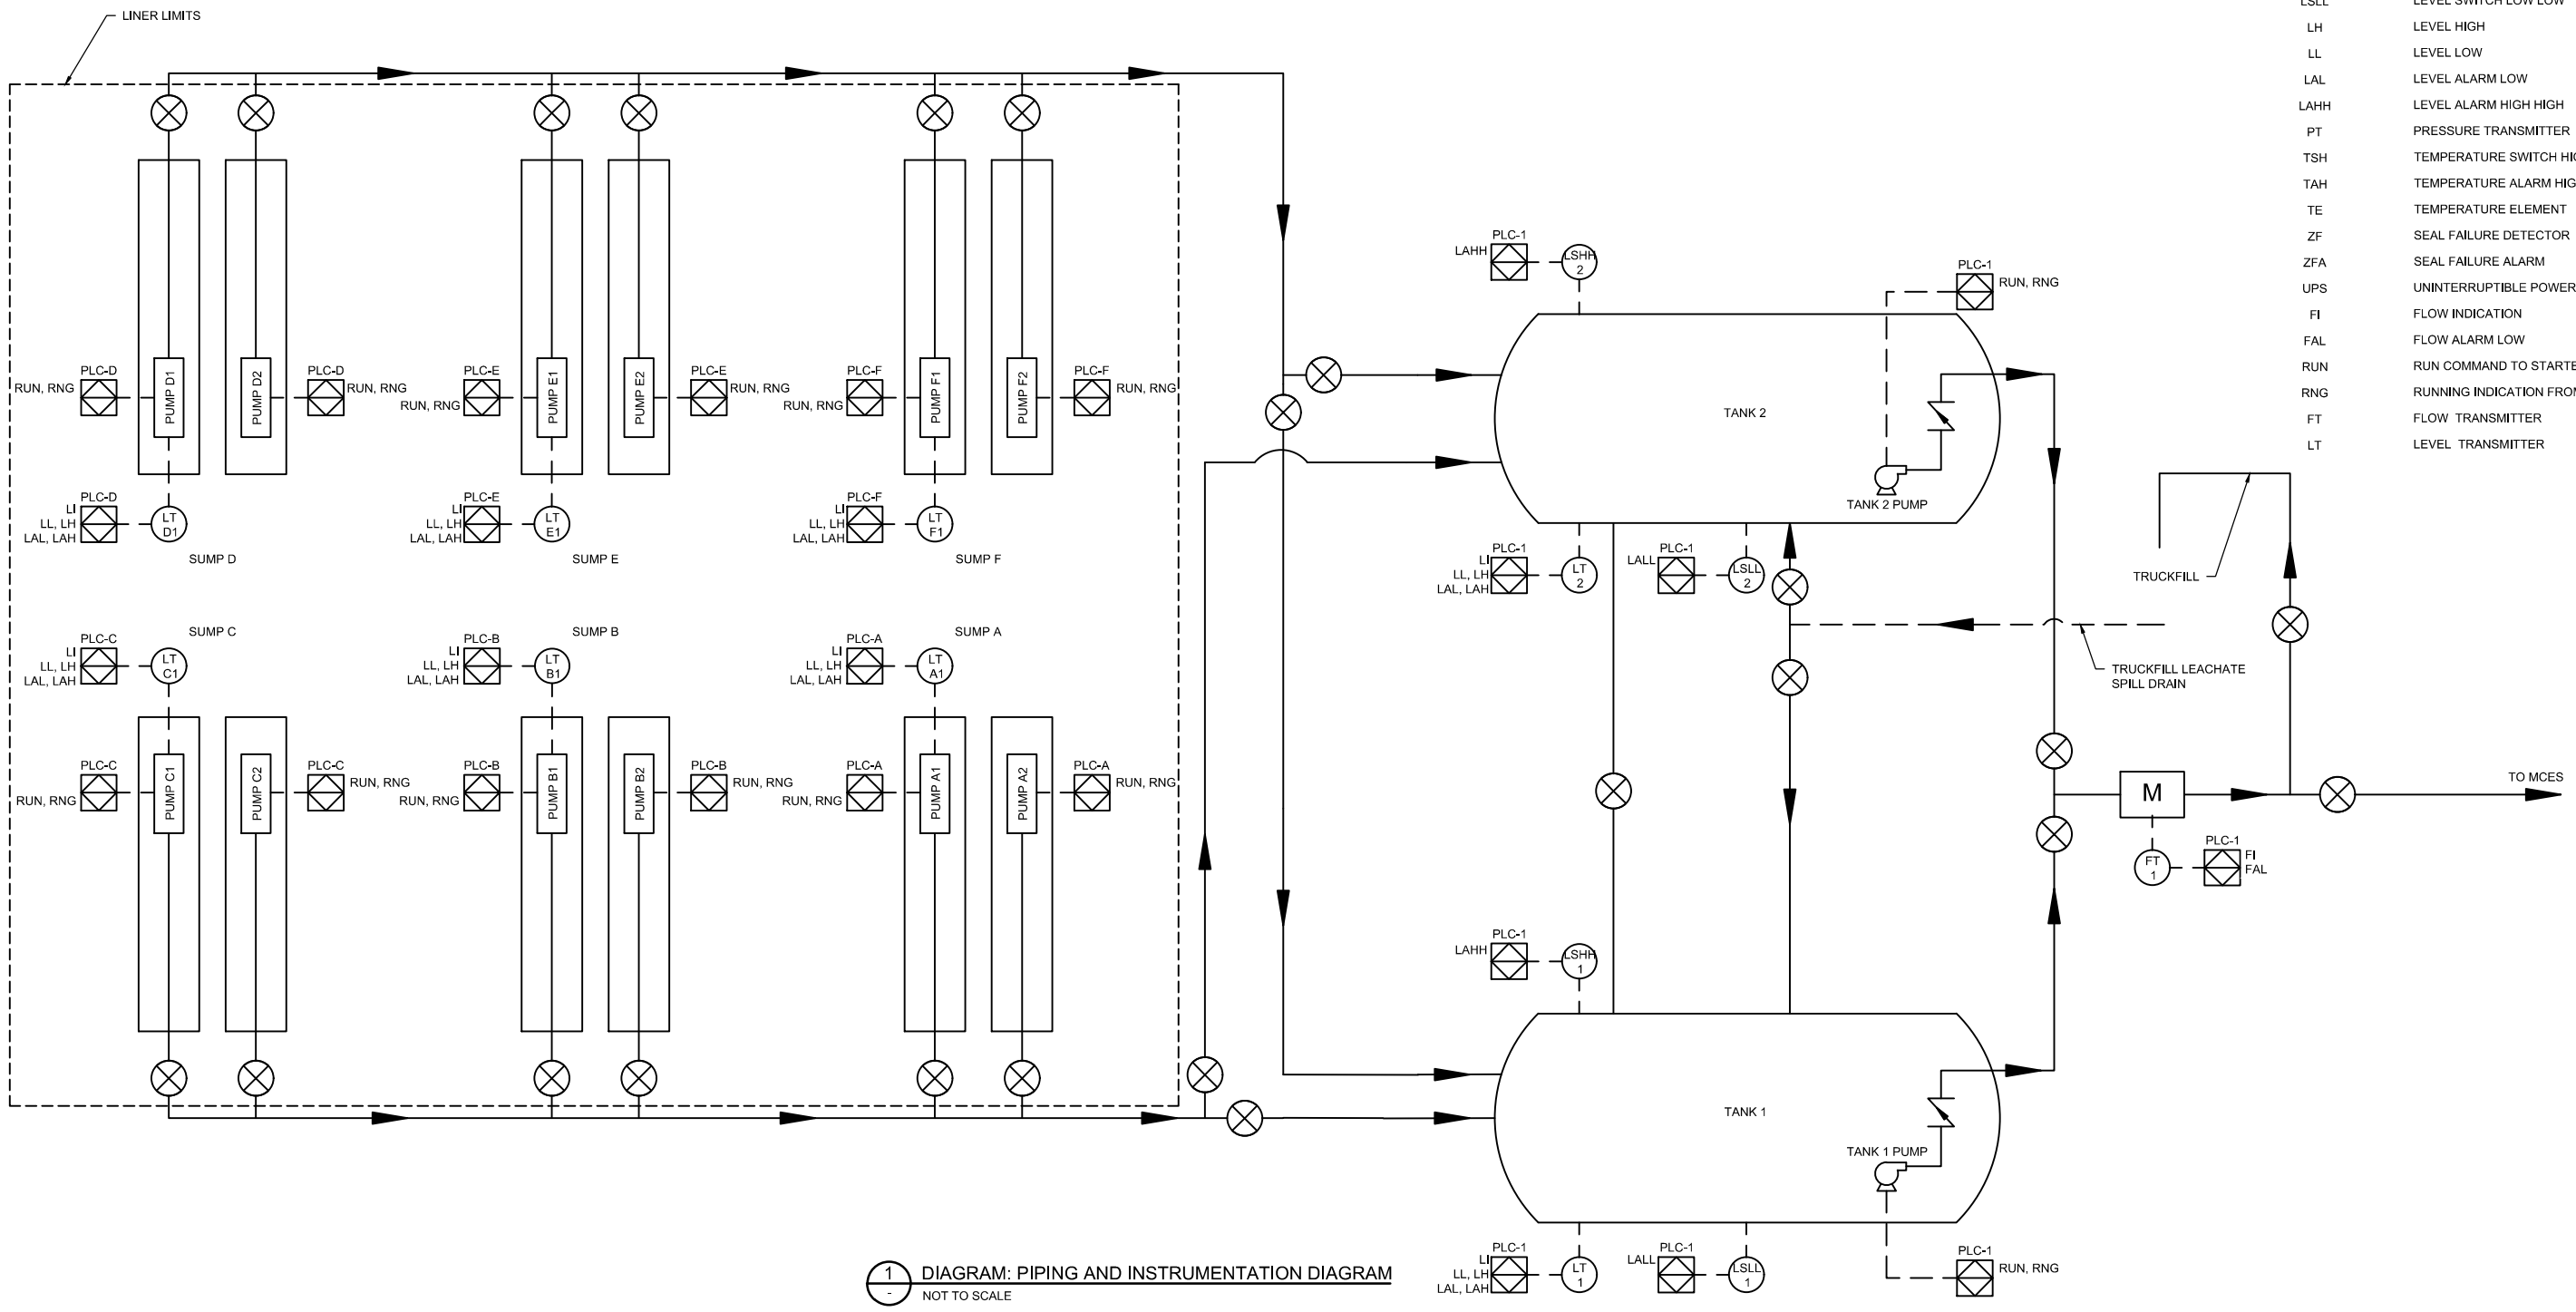 LINER LIMITS
LSLL LEVEL SWITCH LOW LOW
LH LEVEL HIGH
LL LEVEL LOW
LAL LEVEL ALARM LOW
LAHH LEVEL ALARM HIGH HIGH
PT PRESSURE TRANSMITTER
TSH TEMPERATURE SWITCH
TAH TEMPERATURE ALARM
TE TEMPERATURE ELEMENT
ZF SEAL FAILURE DETECTOR
ZFA SEAL FAILURE ALARM
UPS UNINTERRUPTIBLE POWER
FI FLOW INDICATION
FAL FLOW ALARM LOW
RUN RUN COMMAND TO
RNG RUNNING INDICATION
FT FLOW TRANSMITTER
LT LEVEL TRANSMITTER
PLC-D
RUN, RNG
PUMP D1
PUMP D2
PLC-D
RUN, RNG
PLC-E
RUN, RNG
PUMP E1
PUMP E2
PLC-E
RUN, RNG
PLC-F
RUN, RNG
PUMP F1
PUMP F2
PLC-F
RUN, RNG
PLC-D
LI
LL, LH
LAL, LAH
LT
D1
SUMP D
PLC-E
LI
LL, LH
LAL, LAH
LT
E1
SUMP E
PLC-F
LI
LL, LH
LAL, LAH
LT
F1
SUMP F
PLC-C
LI
LL, LH
LAL, LAH
LT
C1
SUMP C
PLC-B
LI
LL, LH
LAL, LAH
LT
B1
SUMP B
PLC-A
LI
LL, LH
LAL, LAH
LT
A1
SUMP A
PLC-C
RUN, RNG
PUMP C1
PUMP C2
PLC-C
RUN, RNG
PLC-B
RUN, RNG
PUMP B1
PUMP B2
PLC-B
RUN, RNG
PLC-A
RUN, RNG
PUMP A1
PUMP A2
PLC-A
RUN, RNG
PLC-1
LAHH
LSHH
2
PLC-1
RUN, RNG
TANK 2
TANK 2 PUMP
PLC-1
LI
LL, LH
LAL, LAH
LT
2
PLC-1
LALL
LSLL
2
TRUCKFILL
TRUCKFILL LEACHATE
SPILL DRAIN
M
TO MCES
FT
1
PLC-1
FI
FAL
PLC-1
LAHH
LSHH
1
TANK 1
TANK 1 PUMP
PLC-1
LI
LL, LH
LAL, LAH
LT
1
PLC-1
LALL
LSLL
1
PLC-1
RUN, RNG
1
-
DIAGRAM: PIPING AND INSTRUMENTATION DIAGRAM
NOT TO SCALE